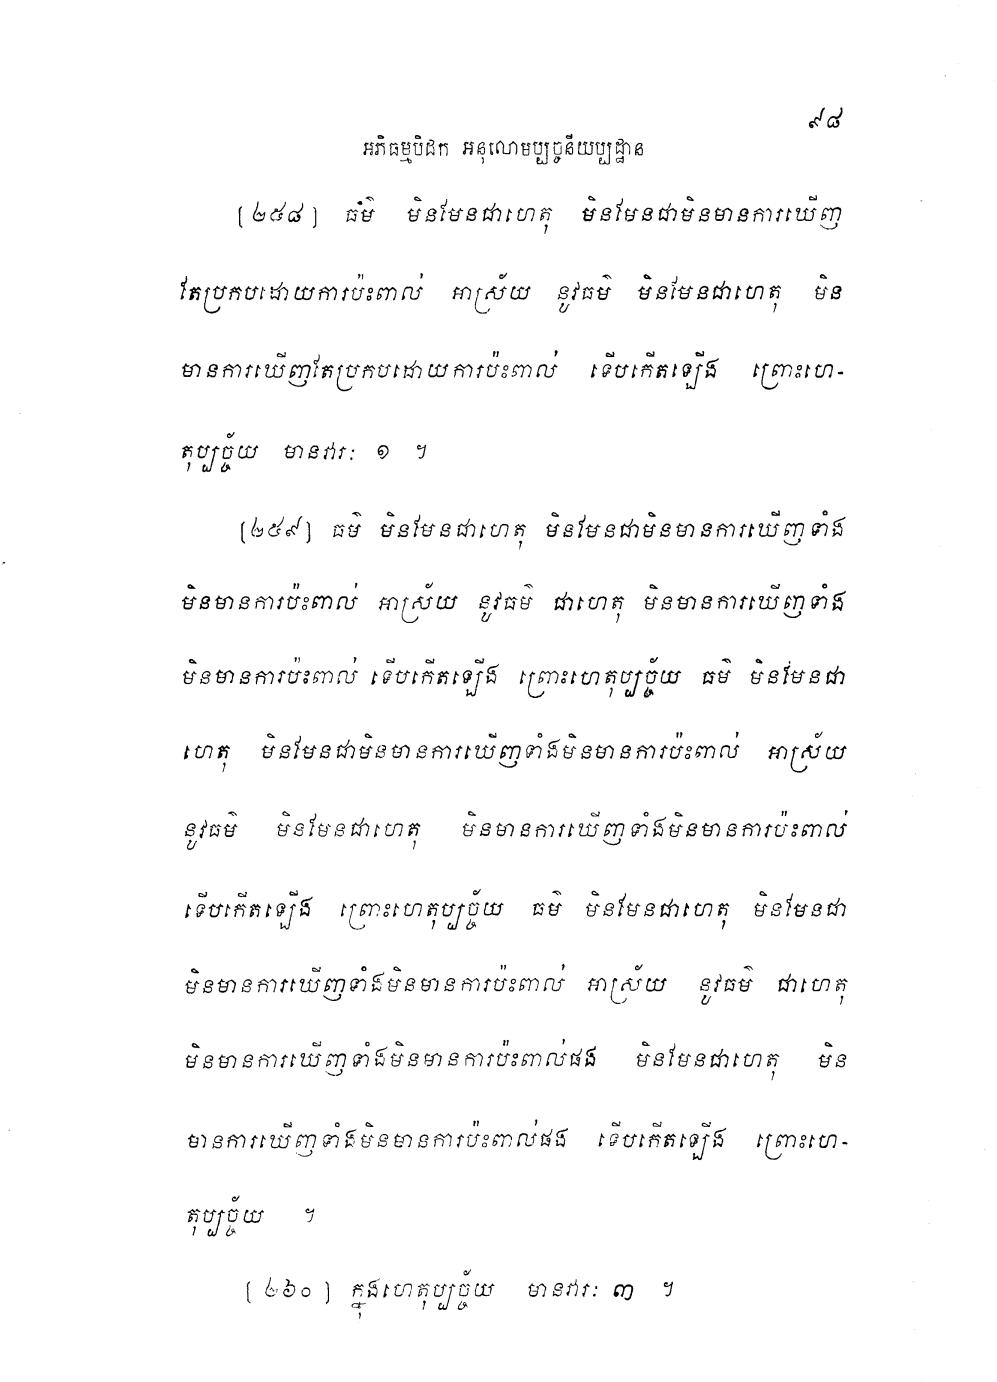 ៩៨
អភិធម្មបិដក អនុលោមប្បច្ចនីយប្បដ្ឋាន
[២៥៨] ធម៌ មិនមែនជាហេតុ មិនមែនជាមិនមានការឃើញ
តែប្រកបដោយការប៉ះពាល់ អាស្រ័យ នូវធម៌ មិនមែនជាហេតុ មិន
មានការឃើញតែប្រកបដោយការប៉ះពាល់ ទើបកើតឡើង ព្រោះហេ-
តុប្បច្ច័យ មានវារៈ ១ ។
[២៥៩] ធម៌ មិនមែនជាហេតុ មិនមែនជាមិនមានការឃើញទាំង
មិនមានការប៉ះពាល់ អាស្រ័យ នូវធម៌ ជាហេតុ មិនមានការឃើញទាំង
មិនមានការប៉ះពាល់ ទើបកើតឡើង ព្រោះហេតុប្បច្ច័យ ធម៌ មិនមែនជា
ហេតុ មិនមែនជាមិនមានការឃើញទាំងមិនមានការប៉ះពាល់ អាស្រ័យ
នូវធម៌ មិនមែនជាហេតុ មិនមានការឃើញទាំងមិនមានការប៉ះពាល់
ទើបកើតឡើង ព្រោះហេតុប្បច្ច័យ ធម៌ មិនមែនជាហេតុ មិនមែនជា
មិនមានការឃើញទាំងមិនមានការប៉ះពាល់ អាស្រ័យ នូវធម៌ ជាហេតុ
មិនមានការឃើញទាំងមិនមានការប៉ះពាល់ផង មិនមែនជាហេតុ មិន
មានការឃើញទាំងមិនមានការប៉ះពាល់ផង ទើបកើតឡើង ព្រោះហេ-
តុប្បច្ច័យ ។
[២៦០] ក្នុងហេតុប្បច្ច័យ មានវារៈ ៣ ។